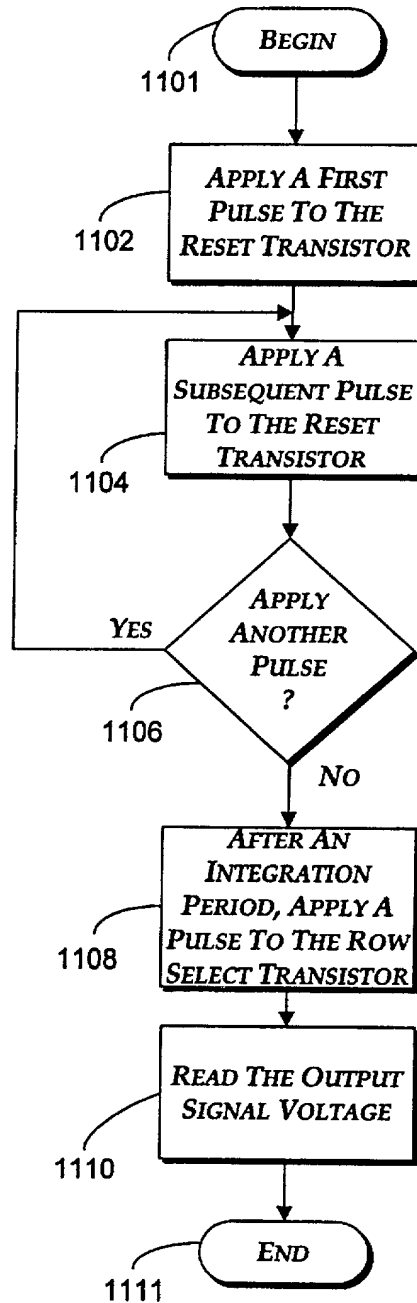 BEGIN
1101
APPLY A FIRST
PULSE TO THE
RESET TRANSISTOR
1102
APPLY A
SUBSEQUENT PULSE
TO THE RESET
TRANSISTOR
1104
APPLY
ANOTHER
PULSE
?
YES
1106
NO
AFTER AN
INTEGRATION
PERIOD, APPLY A
PULSE TO THE ROW
SELECT TRANSISTOR
1108
READ THE OUTPUT
SIGNAL VOLTAGE
1110
END
1111